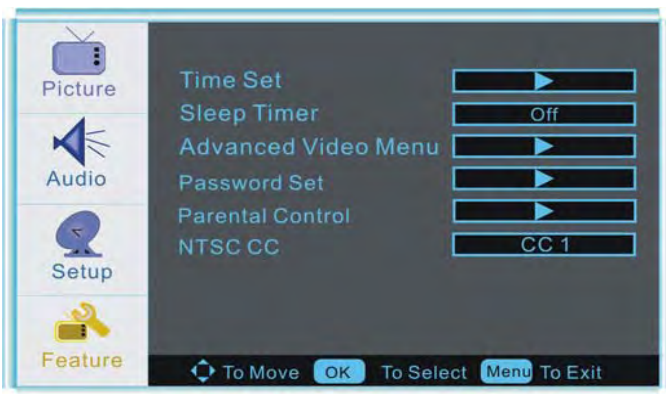 Picture
Audio
Setup
Feature
Time Set
Sleep Timer Off
Advanced Video Menu
Password Set
Parental Control
NTSC CC CC 1
To Move OK To Select Menu To Exit